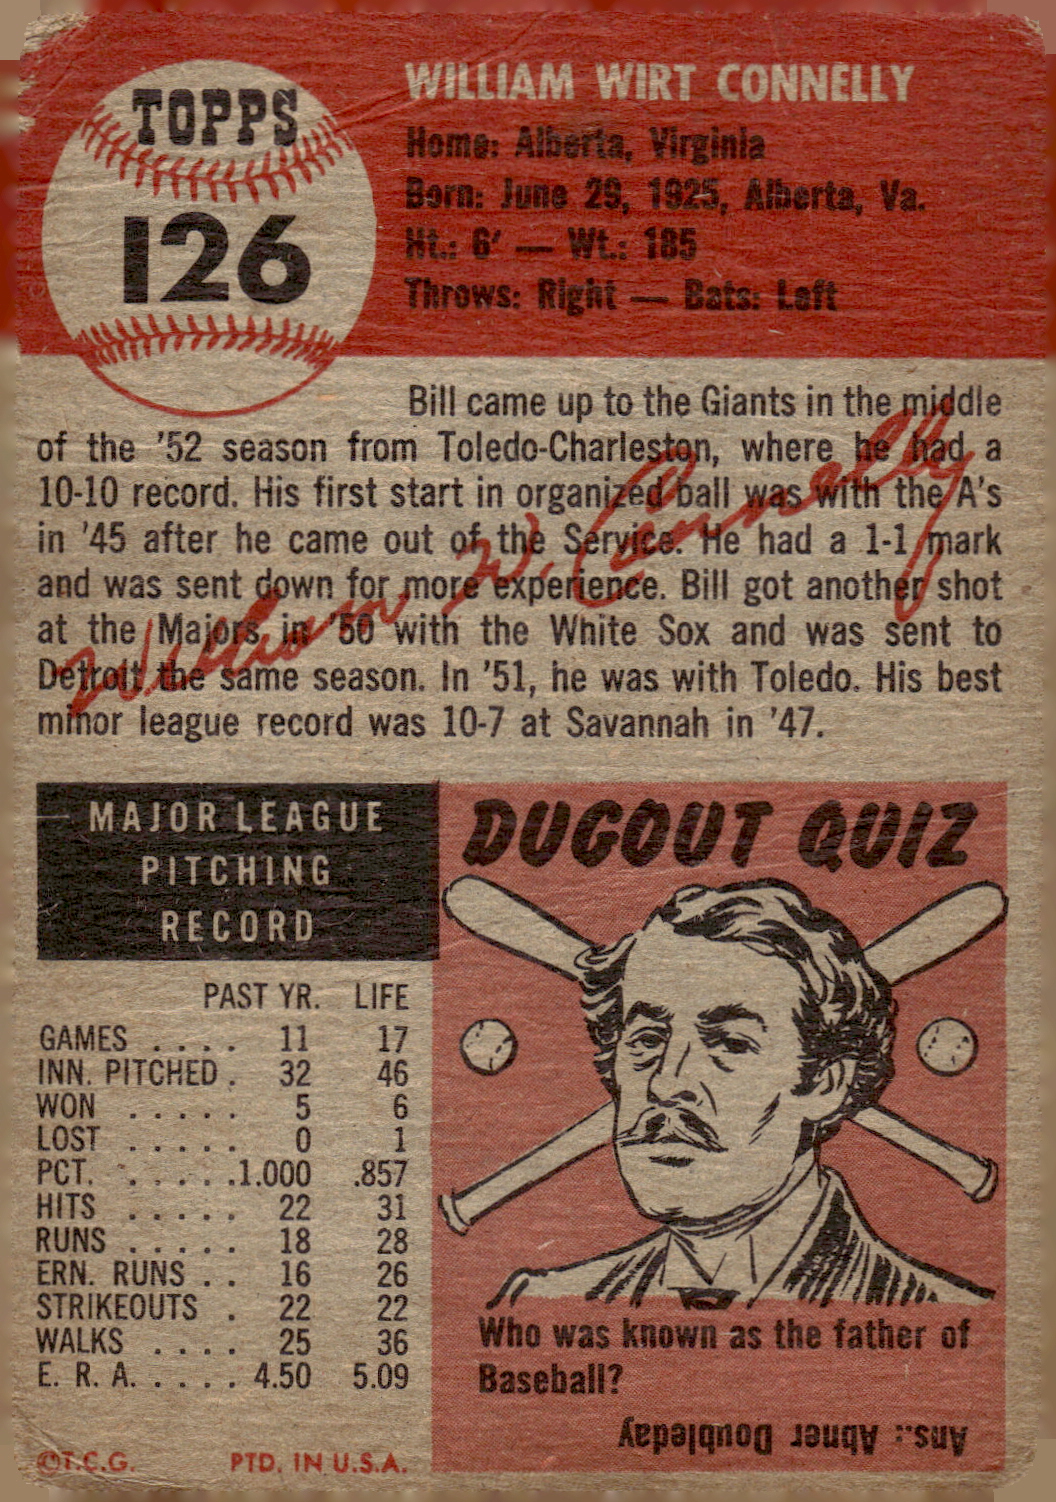 TOPPS
126
WILLIAM WIRT CONNELLY
Home: Alberta, Virginia
Born: June 29, 1925, Alberta, Va.
Ht.: 6' — Wt.: 185
Throws: Right — Bats: Left
Bill came up to the Giants in the middle
of the '52 season from Toledo-Charleston, where he had a
10-10 record. His first start in organized ball was with the A's
in '45 after he came out of the Service. He had a 1-1 mark
and was sent down for more experience. Bill got another shot
at the Majors in '50 with the White Sox and was sent to
Detroit the same season. In '51, he was with Toledo. His best
minor league record was 10-7 at Savannah in '47.
William W. Connelly
MAJOR LEAGUE
PITCHING
RECORD
PAST YR. LIFE
GAMES . . . . 11 17
INN. PITCHED . 32 46
WON . . . . . 5 6
LOST . . . . . 0 1
PCT. . . . . . .1.000 .857
HITS . . . . . 22 31
RUNS . . . . . 18 28
ERN. RUNS . . 16 26
STRIKEOUTS . 22 22
WALKS . . . . 25 36
E. R. A. . . . . . 4.50 5.09
©T.C.G. PTD. IN U.S.A.
DUGOUT QUIZ
Who was known as the father of
Baseball?
Ans.: Abner Doubleday